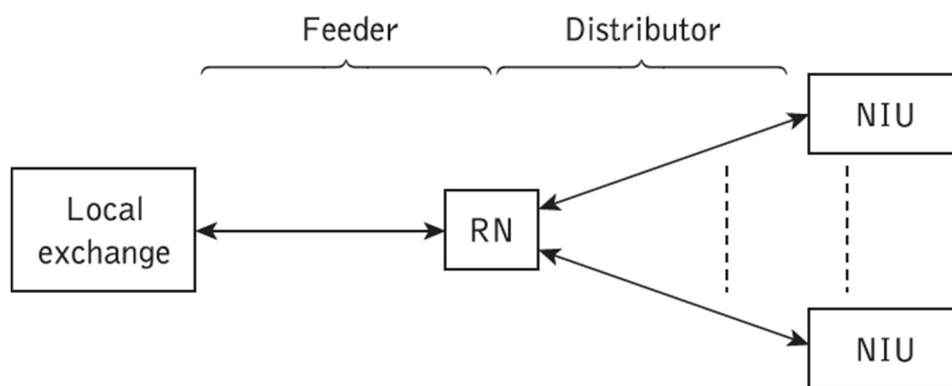 Feeder
Distributor
NIU
Local
exchange
RN
NIU